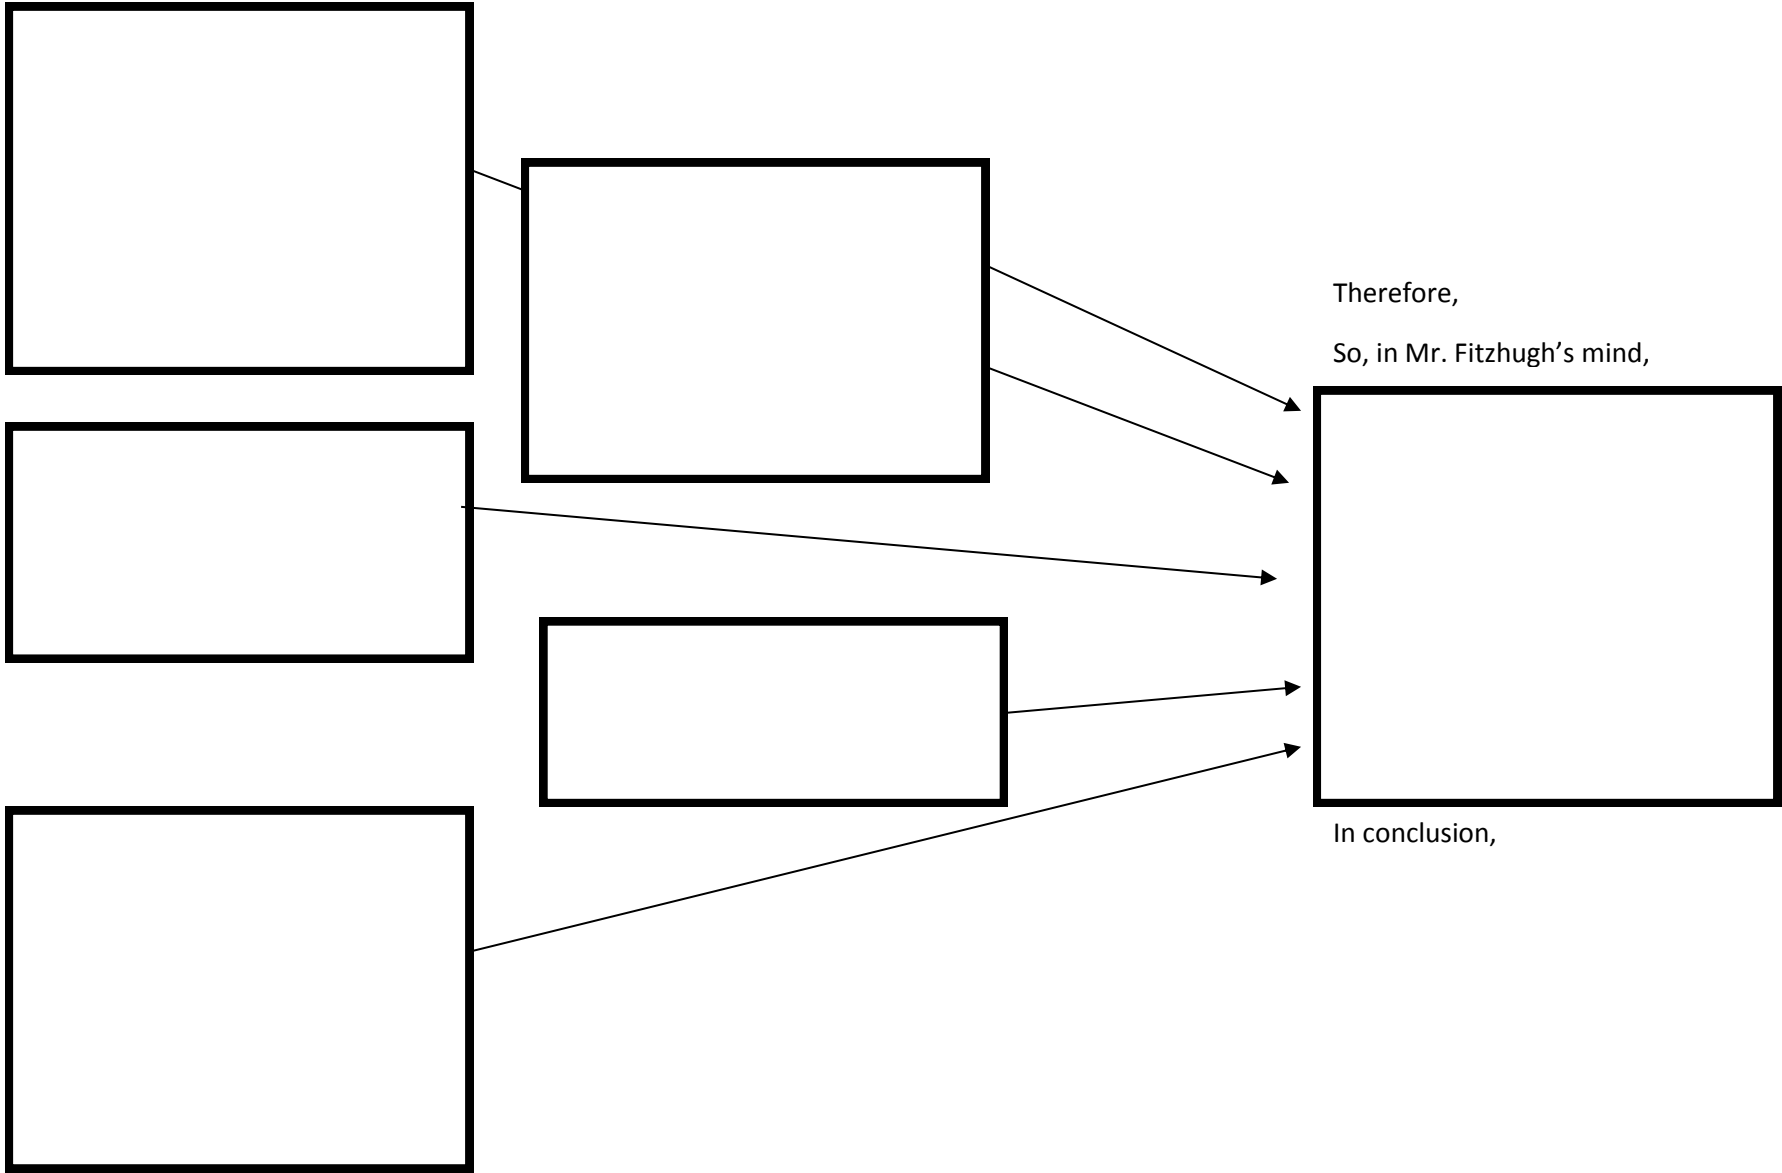 Therefore,
So, in Mr. Fitzhugh’s mind,
In conclusion,